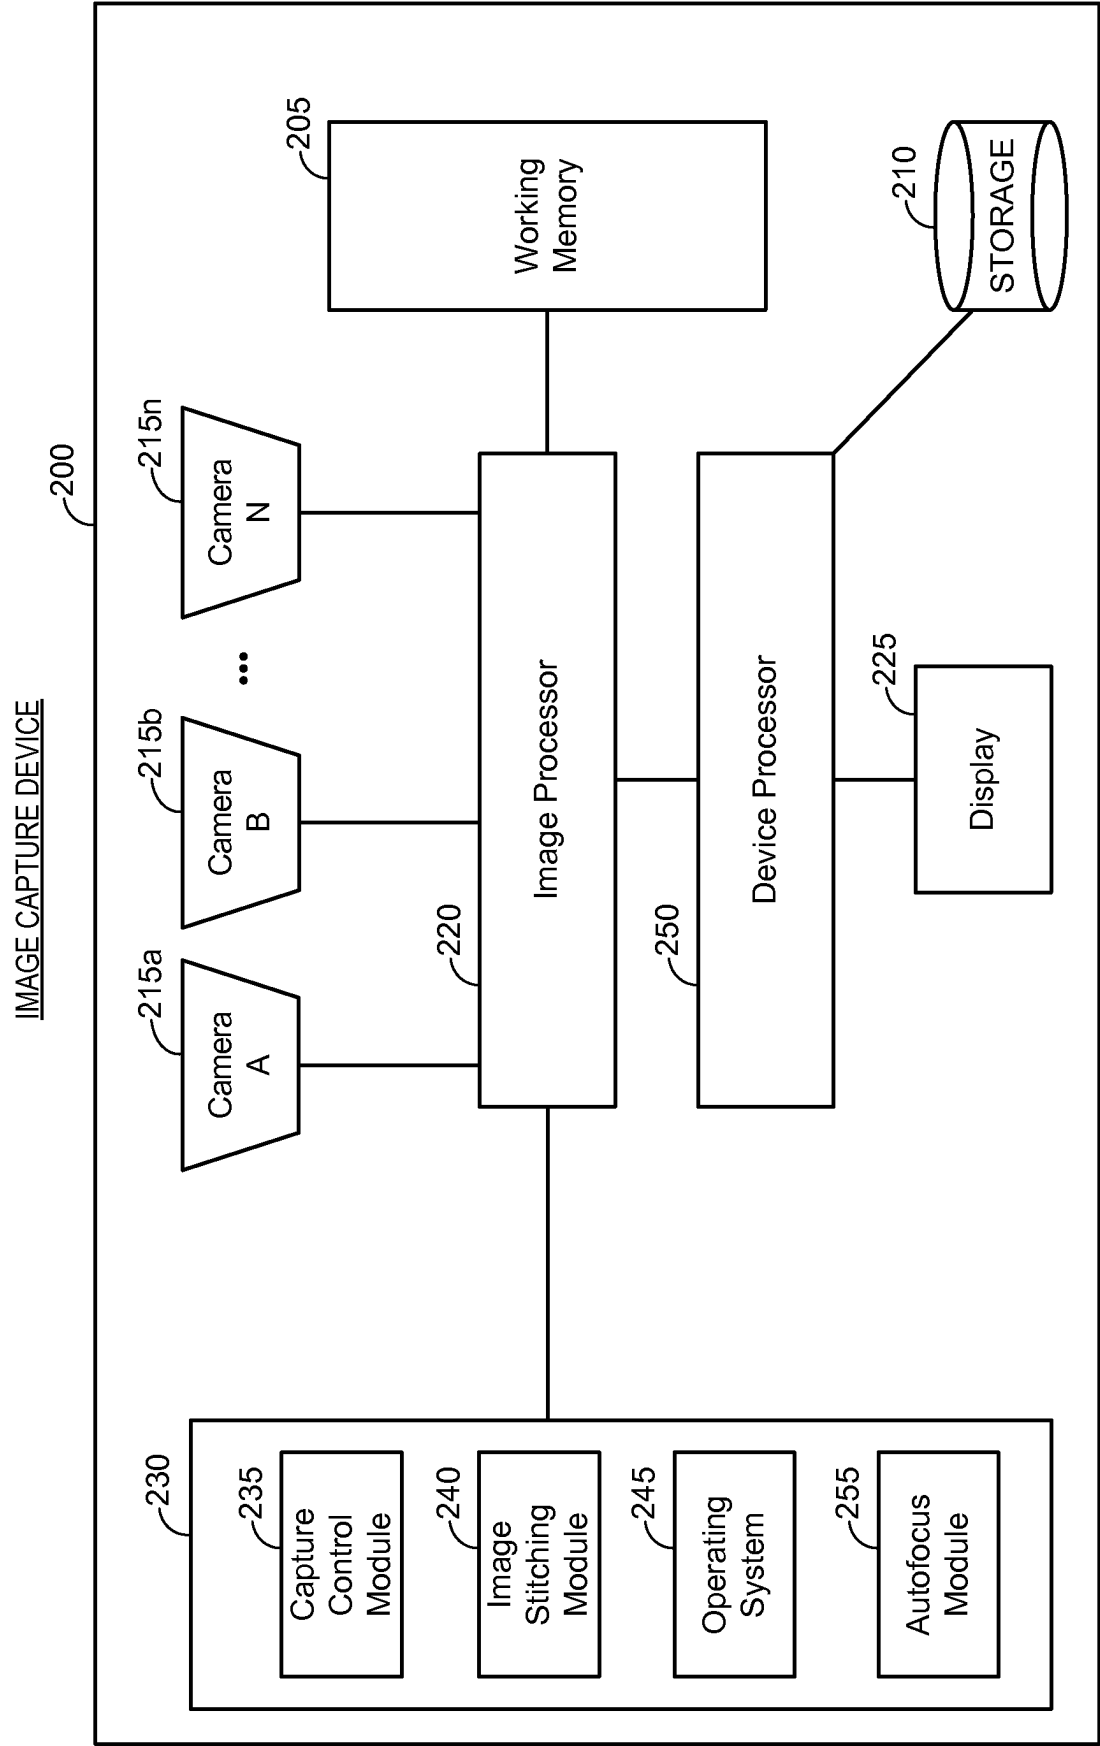 IMAGE CAPTURE DEVICE
200
230
235
Capture
Control
Module
240
Image
Stitching
Module
245
Operating
System
255
Autofocus
Module
215a
Camera
A
215b
Camera
B
...
215n
Camera
N
205
Working
Memory
220
Image Processor
250
Device Processor
225
Display
210
STORAGE